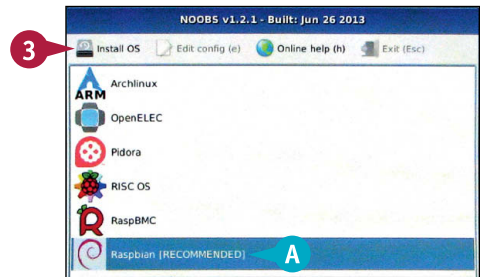 NOOBS v1.2.1 - Built: Jun 26 2013
3
Install OS Edit config (e) Online help (h) Exit (Esc)
ARM Archlinux
OpenELEC
Pidora
RISC OS
RaspBMC
Raspbian [RECOMMENDED] A